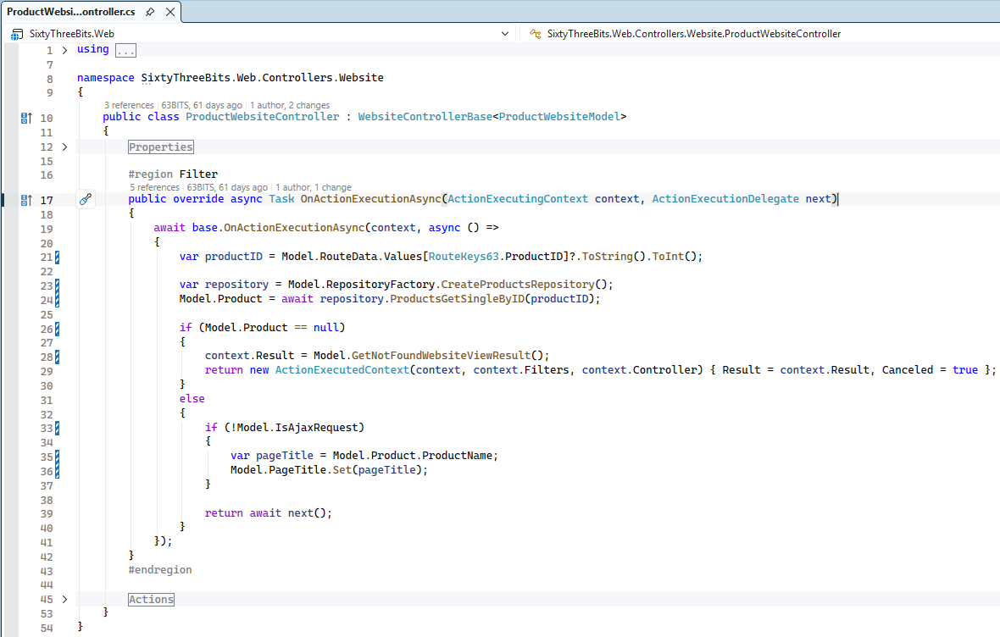 ProductWebsi...ontroller.cs
SixtyThreeBits.Web
SixtyThreeBits.Web.Controllers.Website.ProductWebsiteController
1 using ...
7
8 namespace SixtyThreeBits.Web.Controllers.Website
9 {
3 references | 63BITS, 61 days ago | 1 author, 2 changes
10 public class ProductWebsiteController : WebsiteControllerBase<ProductWebsiteModel>
11 {
12 Properties
15
16 #region Filter
5 references | 63BITS, 61 days ago | 1 author, 1 change
17 public override async Task OnActionExecutionAsync(ActionExecutingContext context, ActionExecutionDelegate next)
18 {
19 await base.OnActionExecutionAsync(context, async () =>
20 {
21 var productID = Model.RouteData.Values[RouteKeys63.ProductID]?.ToString().ToInt();
22
23 var repository = Model.RepositoryFactory.CreateProductsRepository();
24 Model.Product = await repository.ProductsGetSingleByID(productID);
25
26 if (Model.Product == null)
27 {
28 context.Result = Model.GetNotFoundWebsiteViewResult();
29 return new ActionExecutedContext(context, context.Filters, context.Controller) { Result = context.Result, Canceled = true };
30 }
31 else
32 {
33 if (!Model.IsAjaxRequest)
34 {
35 var pageTitle = Model.Product.ProductName;
36 Model.PageTitle.Set(pageTitle);
37 }
38
39 return await next();
40 }
41 });
42 }
43 #endregion
44
45 Actions
53 }
54 }